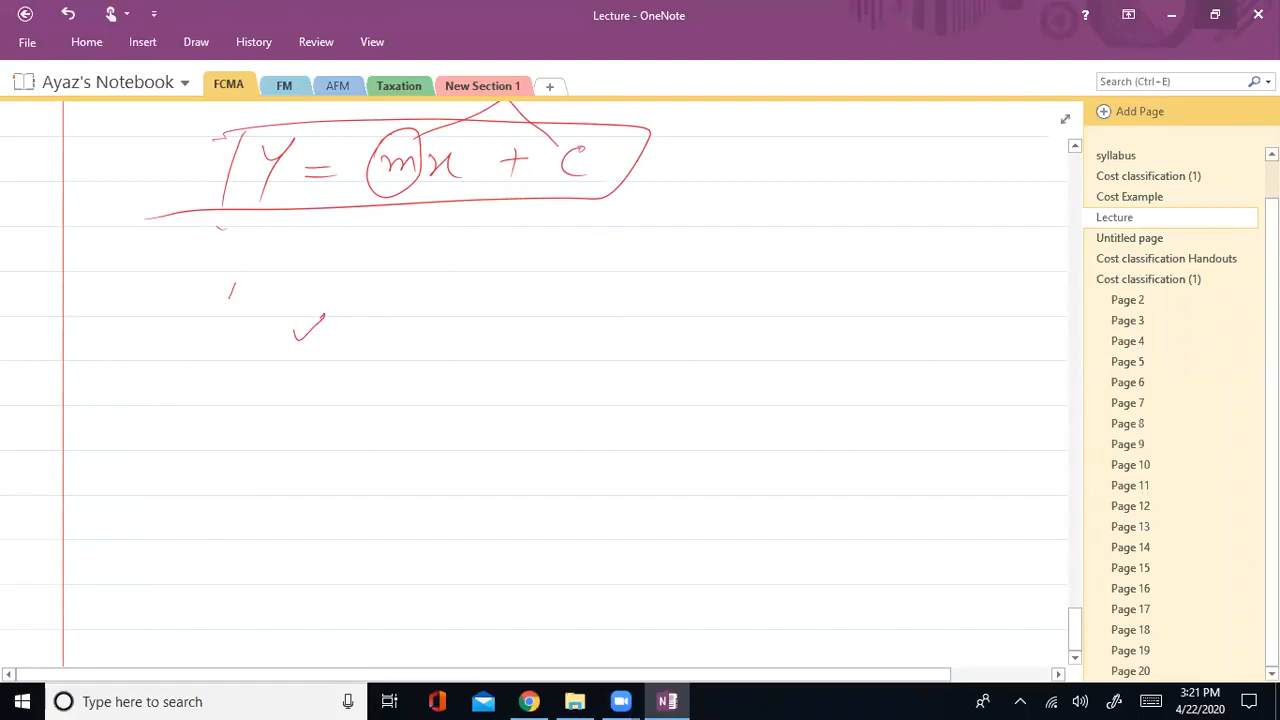 Lecture - OneNote
?
File Home Insert Draw History Review View
Ayaz's Notebook FCMA FM AFM Taxation New Section 1 +
Search (Ctrl+E)
Add Page
Y = mx + c
syllabus
Cost classification (1)
Cost Example
Lecture
Untitled page
Cost classification Handouts
Cost classification (1)
Page 2
Page 3
Page 4
Page 5
Page 6
Page 7
Page 8
Page 9
Page 10
Page 11
Page 12
Page 13
Page 14
Page 15
Page 16
Page 17
Page 18
Page 19
Page 20
Type here to search
3:21 PM
4/22/2020